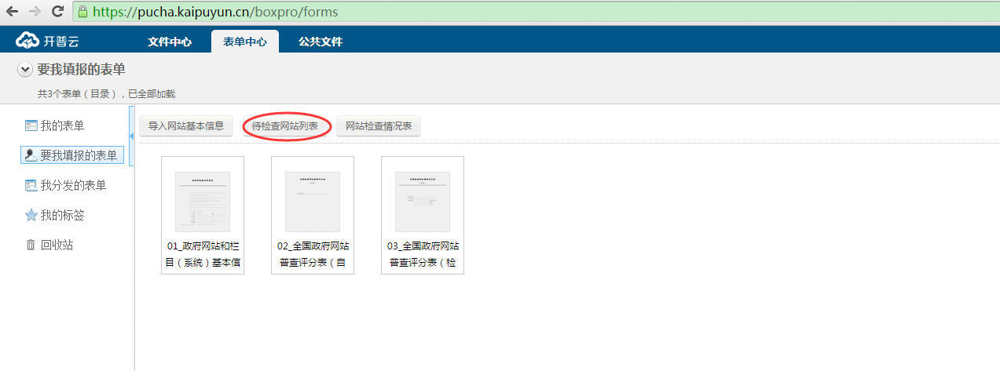 https://pucha.kaipuyun.cn/boxpro/forms
开普云 文件中心 表单中心 公共文件
要我填报的表单
共3个表单（目录），已全部加载
我的表单
要我填报的表单
我分发的表单
我的标签
回收站
导入网站基本信息 待检查网站列表 网站检查情况表
01_政府网站和栏
目（系统）基本信
02_全国政府网站
普查评分表（自
03_全国政府网站
普查评分表（检